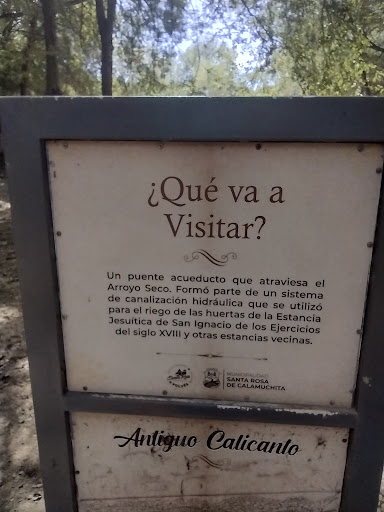 ¿Qué va a
Visitar?
Un puente acueducto que atraviesa el
Arroyo Seco. Formó parte de un sistema
de canalización hidráulica que se utilizó
para el riego de las huertas de la Estancia
Jesuítica de San Ignacio de los Ejercicios
del siglo XVIII y otras estancias vecinas.
SANTA ROSA
DE CALAMUCHITA
Antiguo Calicanto